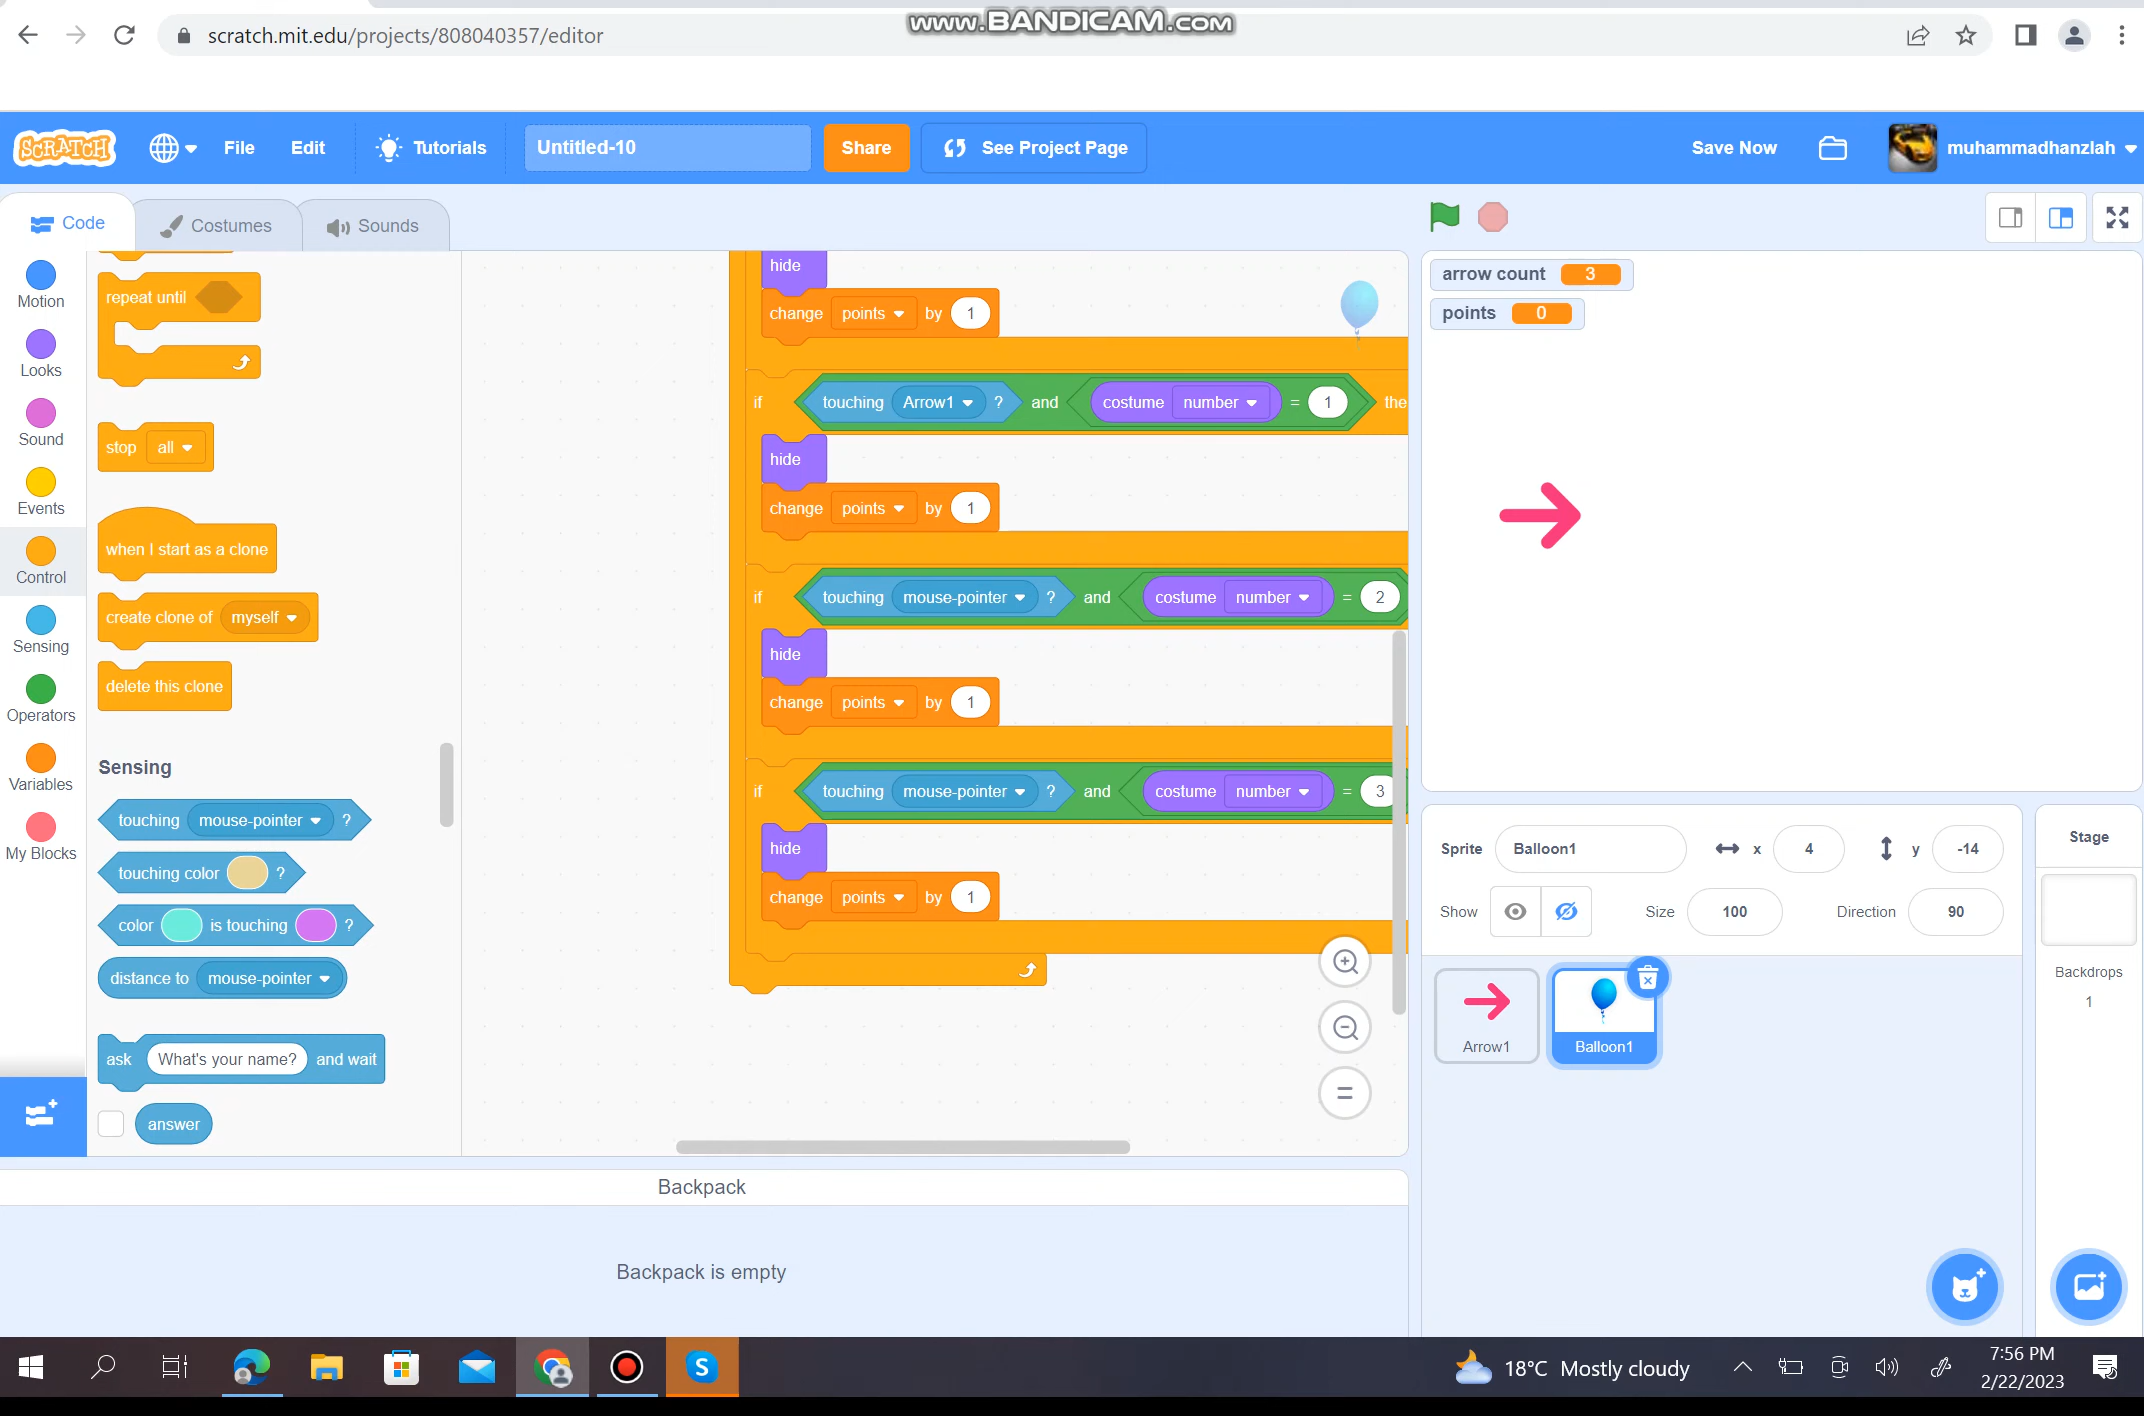 www.BANDICAM.com
scratch.mit.edu/projects/808040357/editor
SCRATCH
File
Edit
Tutorials
Untitled-10
Share
See Project Page
Save Now
muhammadhanzlah
Code
Costumes
Sounds
Motion
Looks
Sound
Events
Control
Sensing
Operators
Variables
My Blocks
repeat until
stop all
when I start as a clone
create clone of myself
delete this clone
Sensing
touching mouse-pointer ?
touching color ?
color is touching ?
distance to mouse-pointer
ask What's your name? and wait
answer
hide
change points by 1
if touching Arrow1 ? and costume number = 1 the
hide
change points by 1
if touching mouse-pointer ? and costume number = 2
hide
change points by 1
if touching mouse-pointer ? and costume number = 3
hide
change points by 1
Backpack
Backpack is empty
arrow count 3
points 0
Sprite Balloon1 x 4 y -14
Show Size 100 Direction 90
Arrow1
Balloon1
Stage
Backdrops
1
S
18°C Mostly cloudy
7:56 PM
2/22/2023